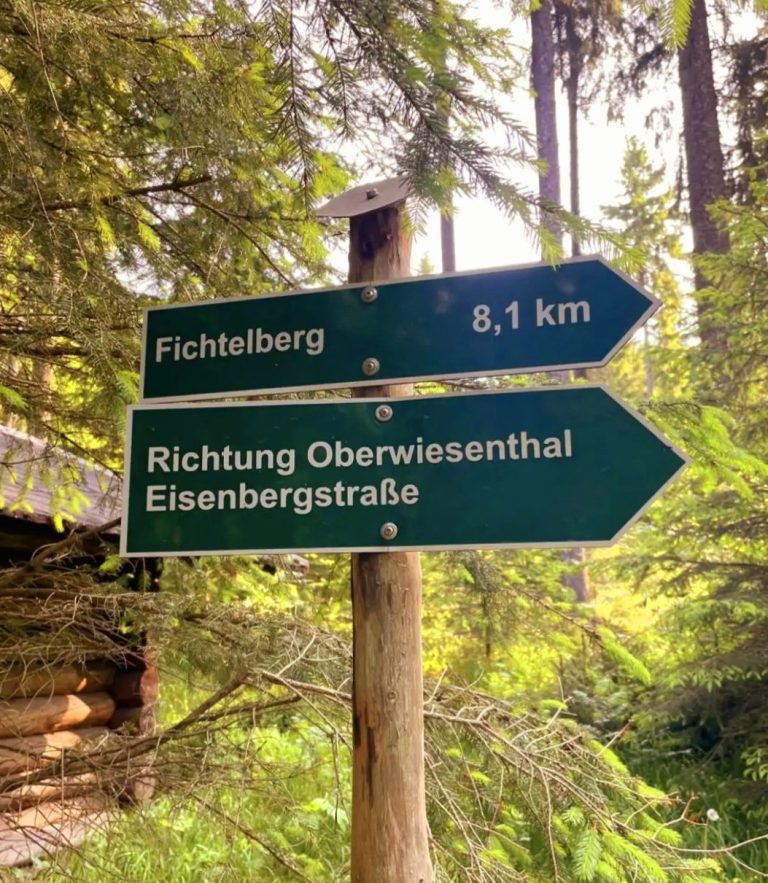 Fichtelberg 8,1 km
Richtung Oberwiesenthal
Eisenbergstraße